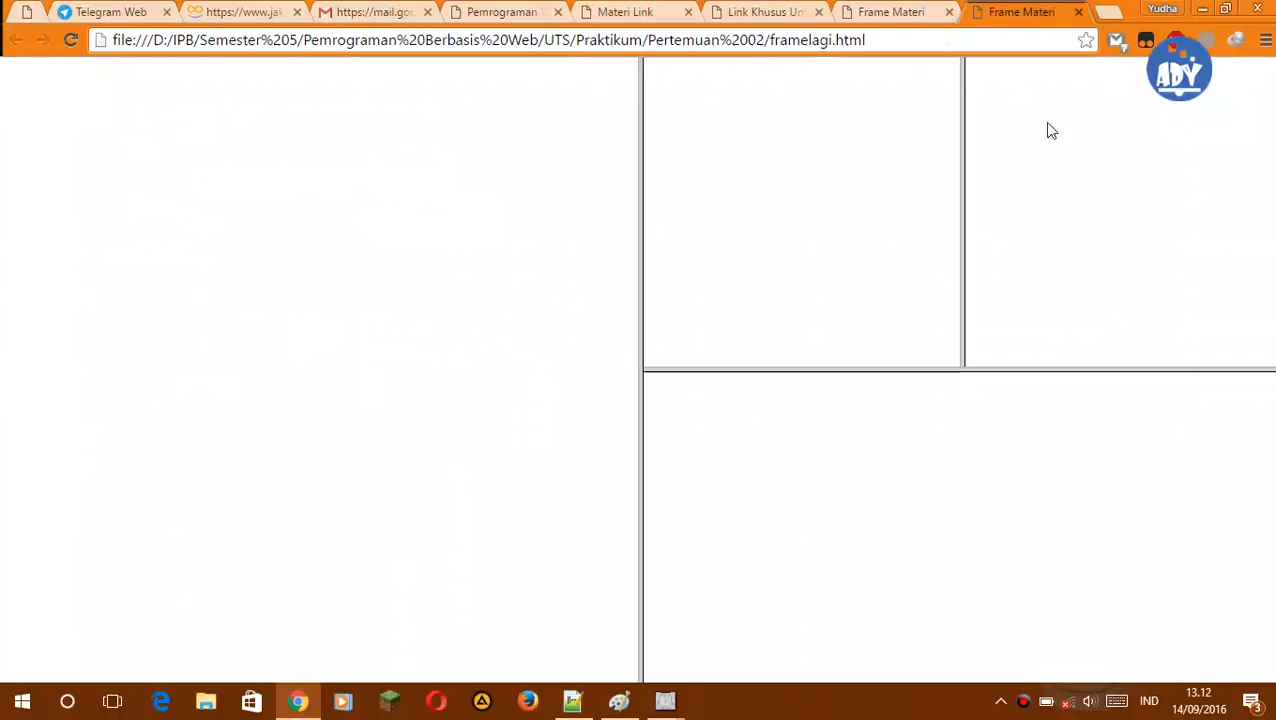 Telegram Web
https://www.jak
https://mail.goo
Pemrograman W
Materi Link
Link Khusus Um
Frame Materi
Frame Materi
Yudha
file:///D:/IPB/Semester%205/Pemrograman%20Berbasis%20Web/UTS/Praktikum/Pertemuan%2002/framelagi.html
ADY
IND
13.12
14/09/2016
3